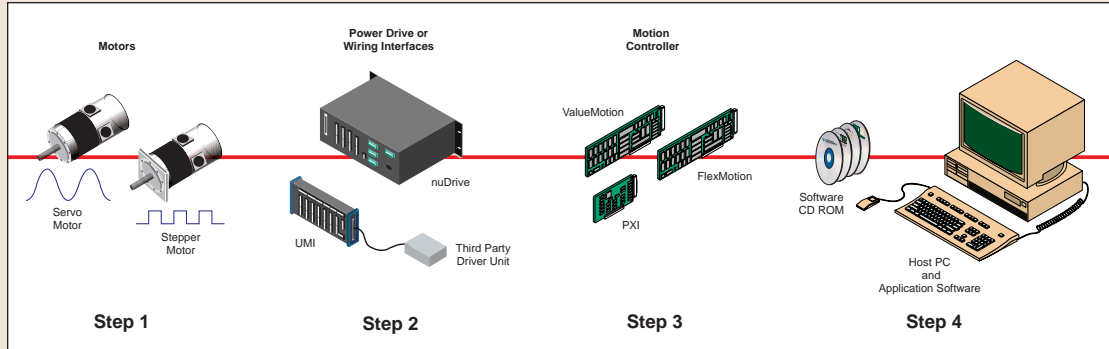 Motors
Servo
Motor
Stepper
Motor
Step 1
Power Drive or
Wiring Interfaces
nuDrive
UMI
Third Party
Driver Unit
Step 2
Motion
Controller
ValueMotion
FlexMotion
PXI
Step 3
Software
CD ROM
Host PC
and
Application Software
Step 4